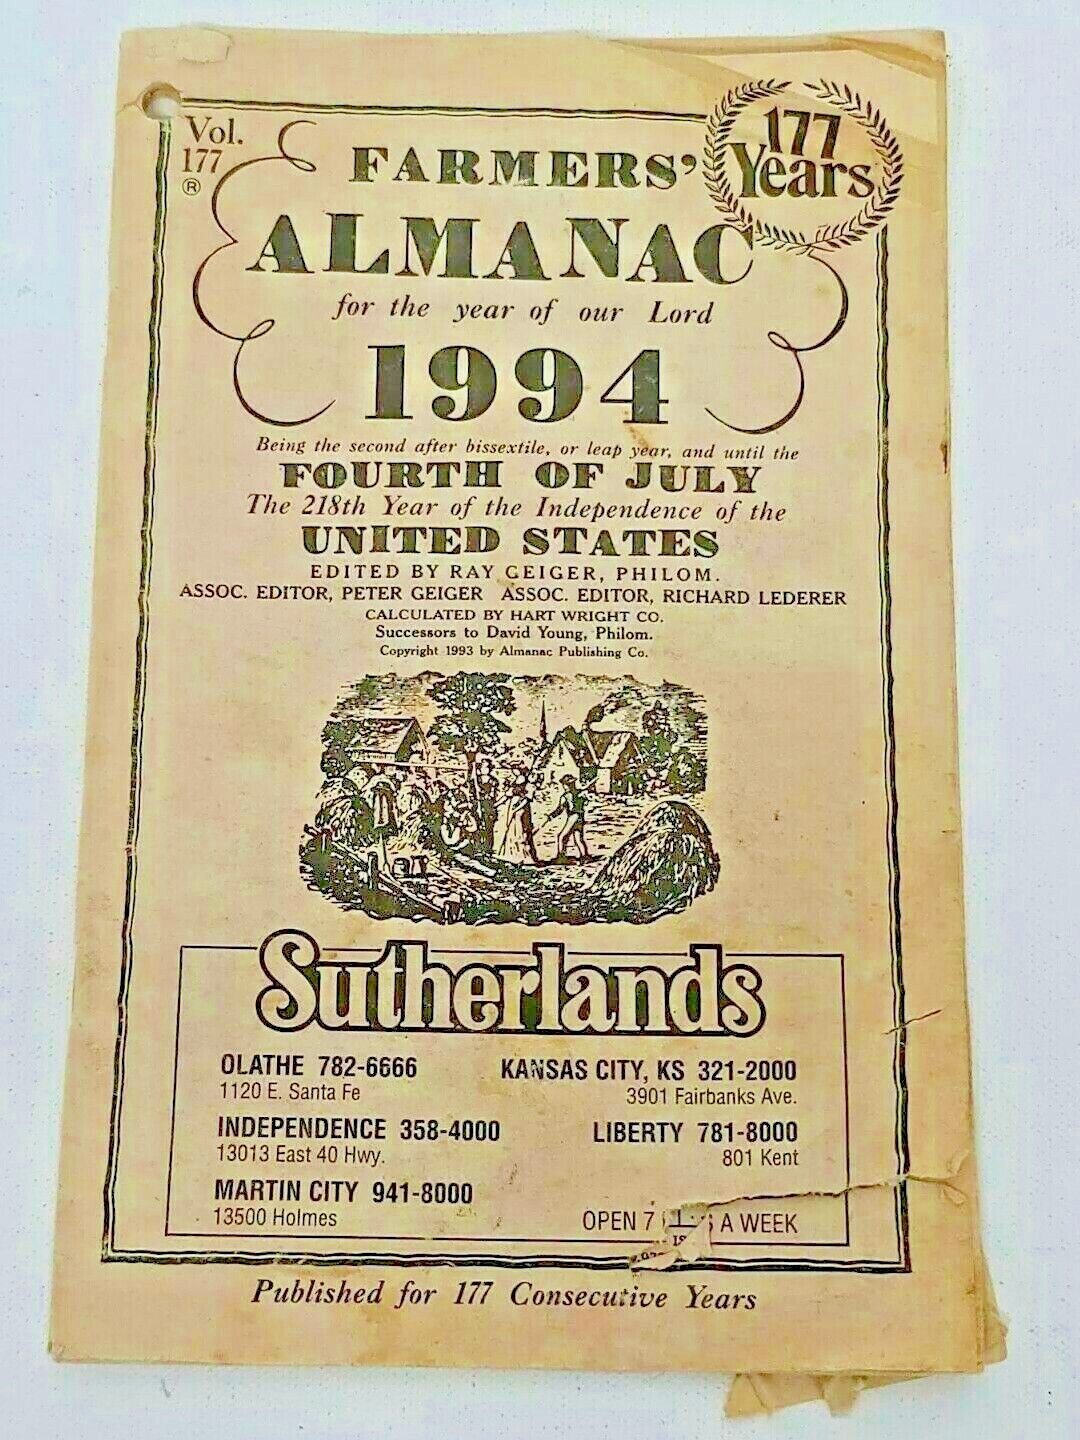 Vol.
177
®
177
Years
FARMERS'
ALMANAC
for the year of our Lord
1994
Being the second after bissextile, or leap year, and until the
FOURTH OF JULY
The 218th Year of the Independence of the
UNITED STATES
EDITED BY RAY GEIGER, PHILOM.
ASSOC. EDITOR, PETER GEIGER ASSOC. EDITOR, RICHARD LEDERER
CALCULATED BY HART WRIGHT CO.
Successors to David Young, Philom.
Copyright 1993 by Almanac Publishing Co.
Sutherlands
OLATHE 782-6666
1120 E. Santa Fe
KANSAS CITY, KS 321-2000
3901 Fairbanks Ave.
INDEPENDENCE 358-4000
13013 East 40 Hwy.
LIBERTY 781-8000
801 Kent
MARTIN CITY 941-8000
13500 Holmes
OPEN 7 A WEEK
Published for 177 Consecutive Years